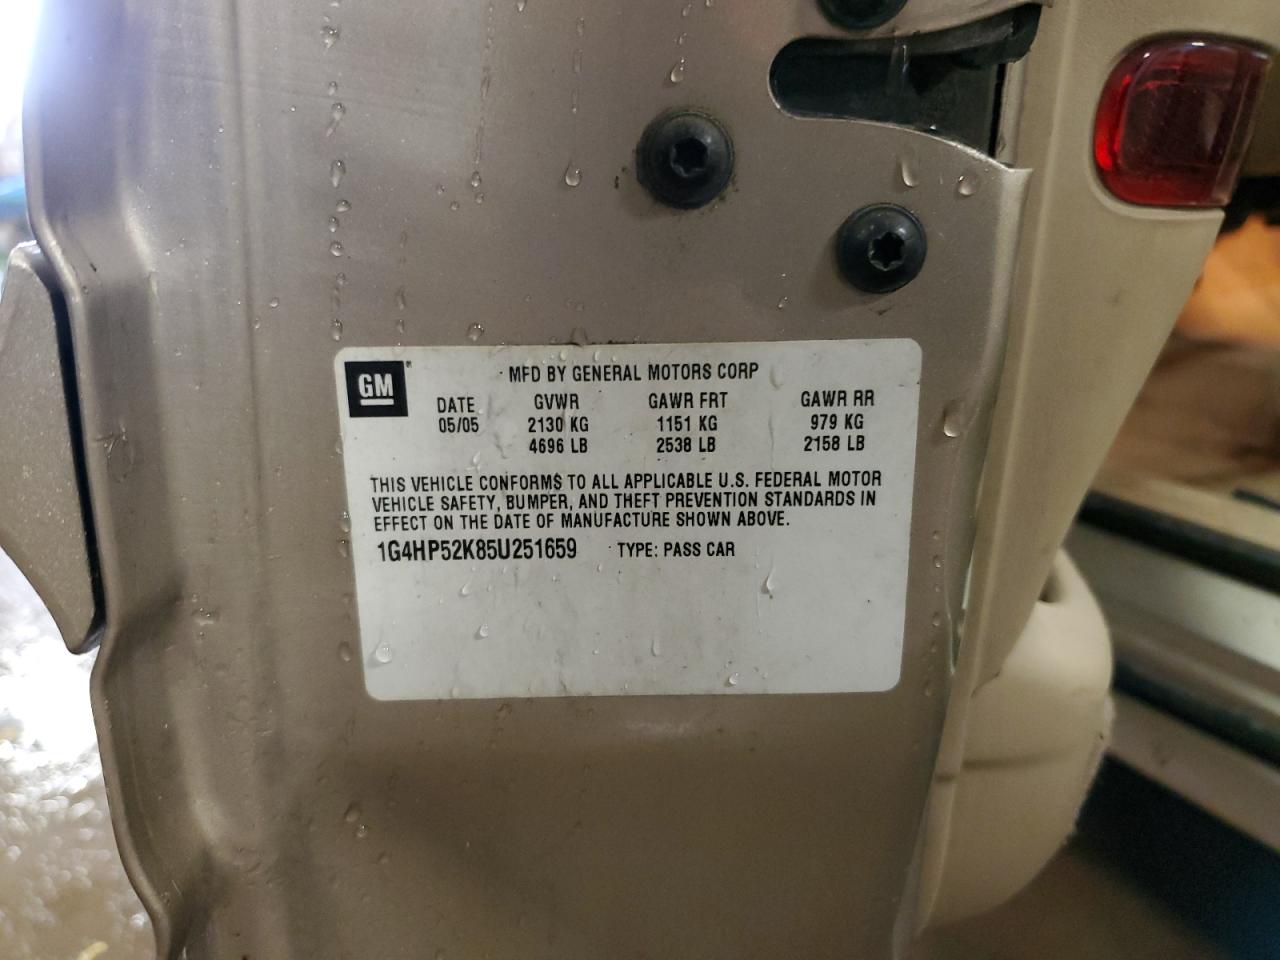 GM
MFD BY GENERAL MOTORS CORP
DATE GVWR GAWR FRT GAWR RR
05/05 2130 KG 1151 KG 979 KG
4696 LB 2538 LB 2158 LB
THIS VEHICLE CONFORMS TO ALL APPLICABLE U.S. FEDERAL MOTOR
VEHICLE SAFETY, BUMPER, AND THEFT PREVENTION STANDARDS IN
EFFECT ON THE DATE OF MANUFACTURE SHOWN ABOVE.
1G4HP52K85U251659 TYPE: PASS CAR